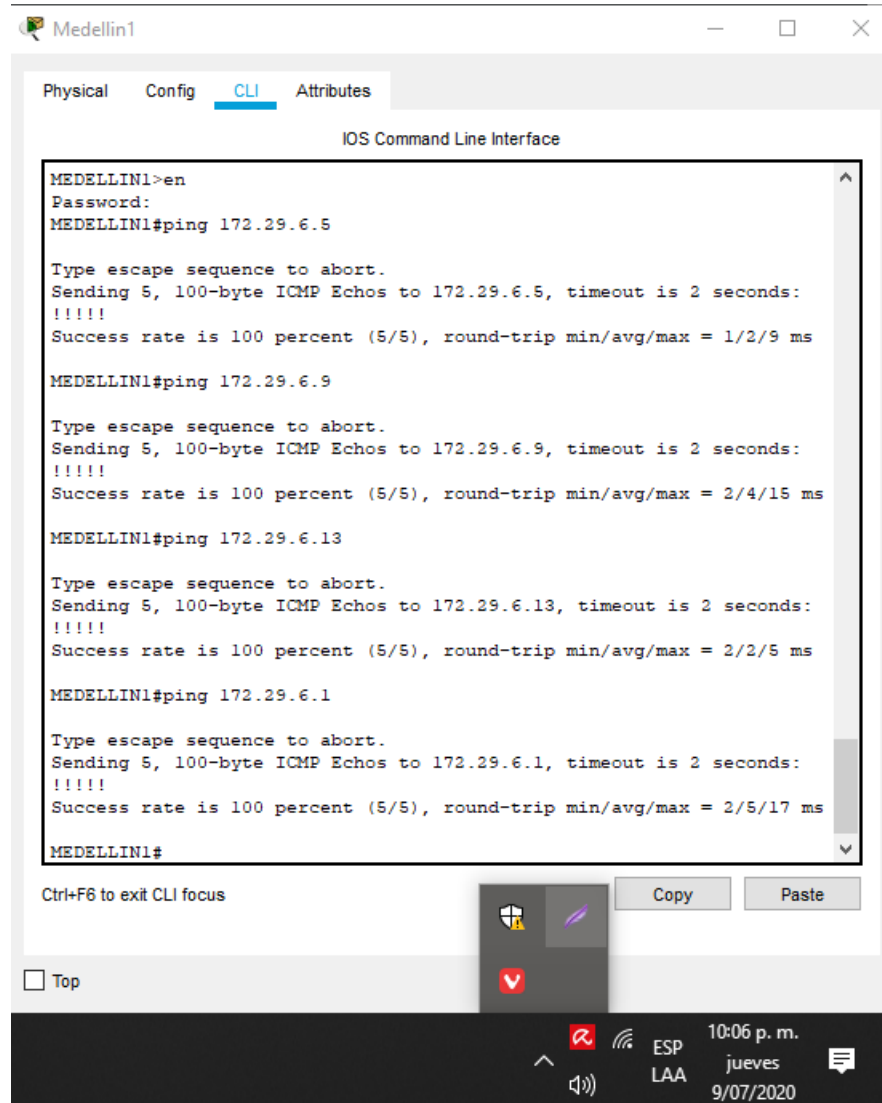 Medellin1
Physical Config CLI Attributes
IOS Command Line Interface
MEDELLIN1>en
Password:
MEDELLIN1#ping 172.29.6.5
Type escape sequence to abort.
Sending 5, 100-byte ICMP Echos to 172.29.6.5, timeout is 2 seconds:
!!!!!
Success rate is 100 percent (5/5), round-trip min/avg/max = 1/2/9 ms
MEDELLIN1#ping 172.29.6.9
Type escape sequence to abort.
Sending 5, 100-byte ICMP Echos to 172.29.6.9, timeout is 2 seconds:
!!!!!
Success rate is 100 percent (5/5), round-trip min/avg/max = 2/4/15 ms
MEDELLIN1#ping 172.29.6.13
Type escape sequence to abort.
Sending 5, 100-byte ICMP Echos to 172.29.6.13, timeout is 2 seconds:
!!!!!
Success rate is 100 percent (5/5), round-trip min/avg/max = 2/2/5 ms
MEDELLIN1#ping 172.29.6.1
Type escape sequence to abort.
Sending 5, 100-byte ICMP Echos to 172.29.6.1, timeout is 2 seconds:
!!!!!
Success rate is 100 percent (5/5), round-trip min/avg/max = 2/5/17 ms
MEDELLIN1#
Ctrl+F6 to exit CLI focus
Copy Paste
Top
ESP
LAA
10:06 p. m.
jueves
9/07/2020